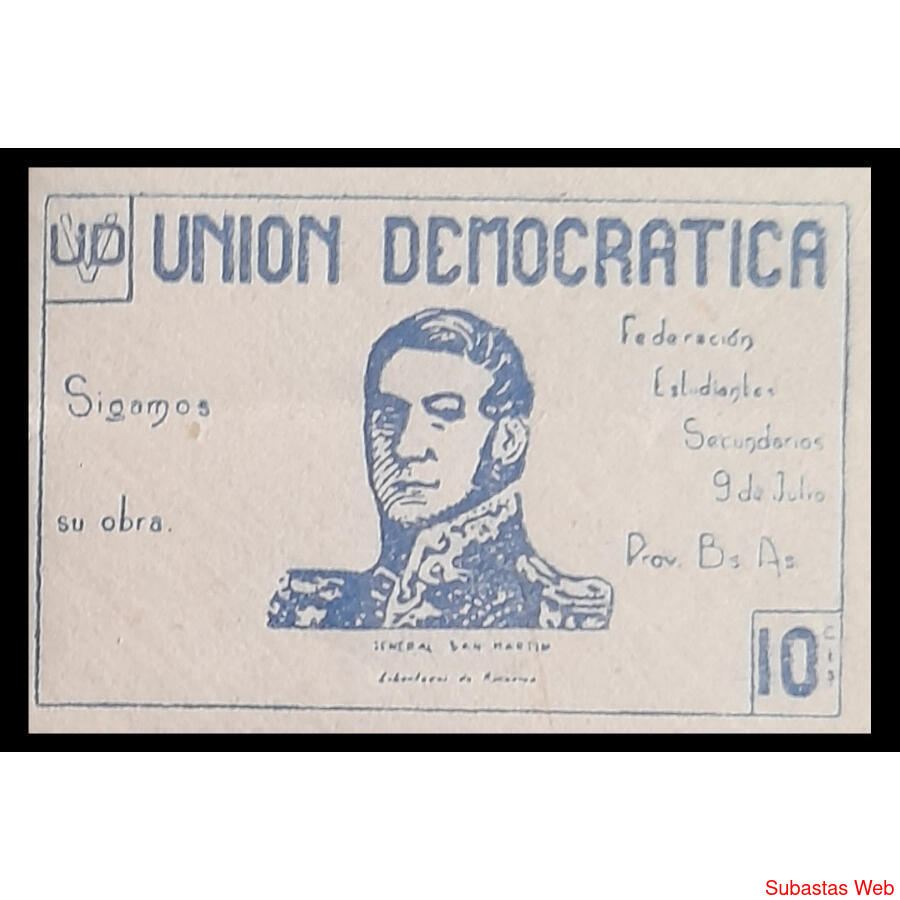 UD
UNION DEMOCRATICA
Sigamos
su obra.
Federación
Estudiantes
Secundarios
9 de Julio
Prov. Bs As
GENERAL SAN MARTIN
10 Cts
Subastas Web